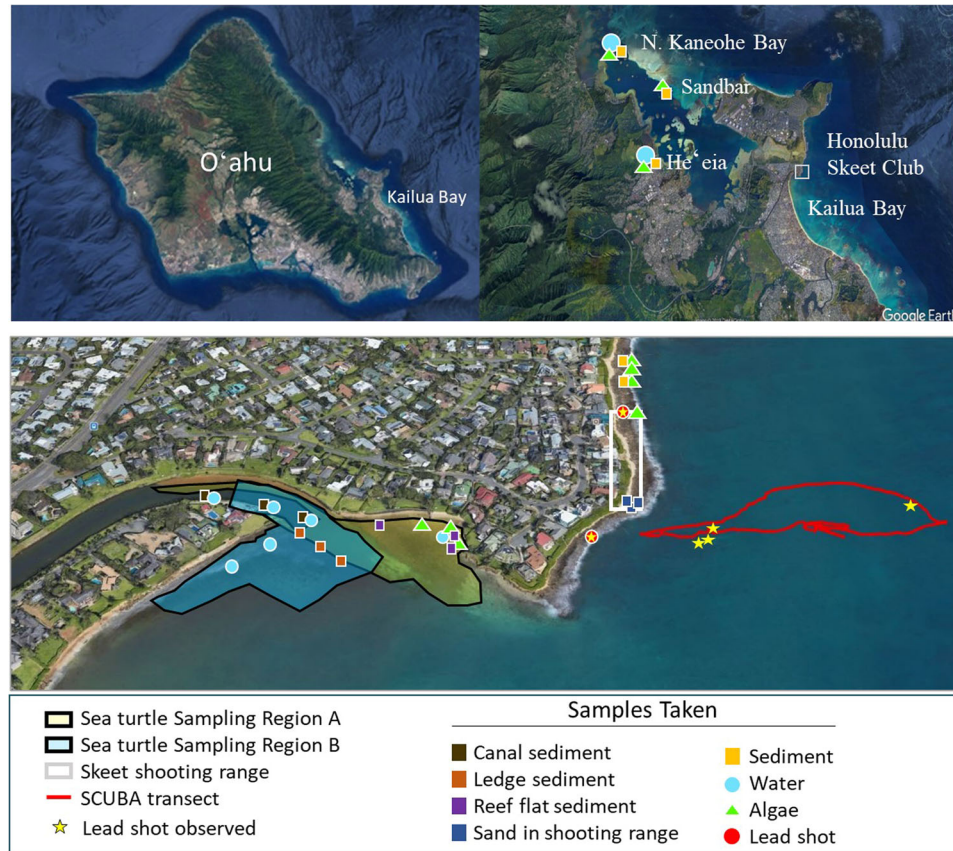 O‘ahu
Kailua Bay
N. Kaneohe Bay
Sandbar
He‘eia
Honolulu
Skeet Club
Kailua Bay
Google Earth
Sea turtle Sampling Region A
Sea turtle Sampling Region B
Skeet shooting range
SCUBA transect
Lead shot observed
Samples Taken
Canal sediment
Ledge sediment
Reef flat sediment
Sand in shooting range
Sediment
Water
Algae
Lead shot